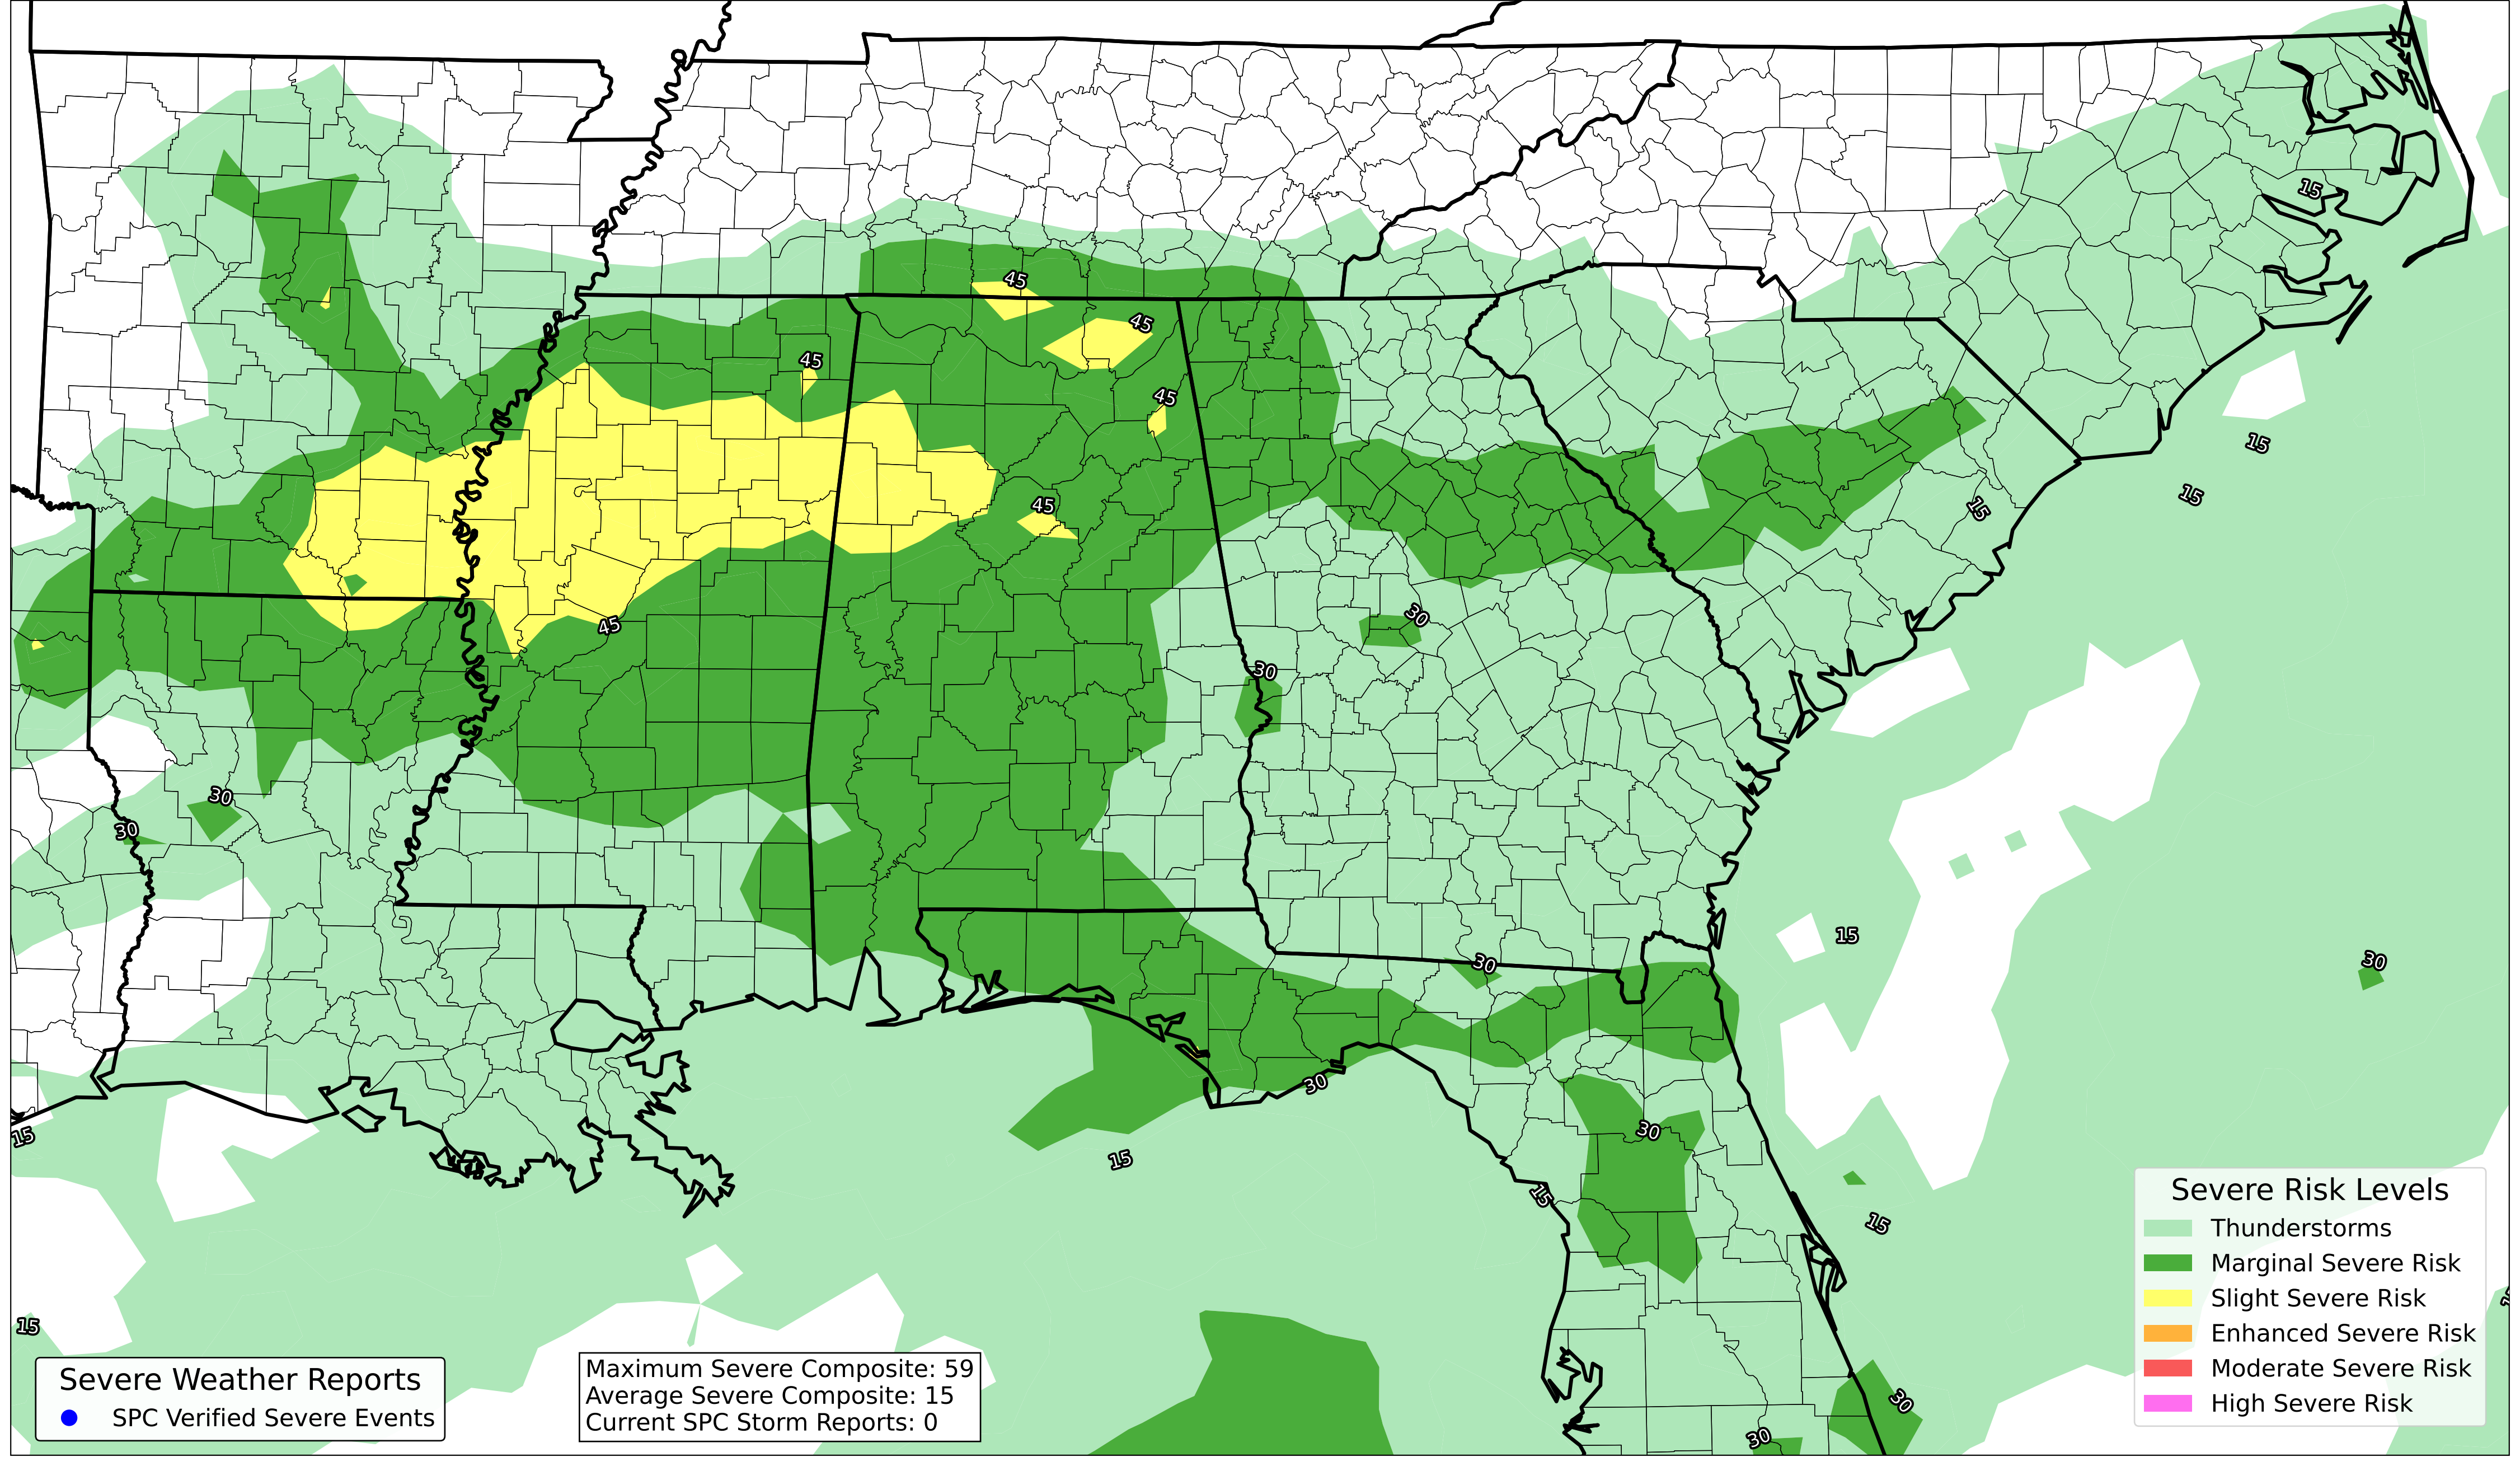 15
45
45
45
45
15
15
45
15
30
45
30
30
30
15
30
30
30
30
15
15
15
15
15
30
30
Severe Risk Levels
Thunderstorms
Marginal Severe Risk
Slight Severe Risk
Enhanced Severe Risk
Moderate Severe Risk
High Severe Risk
Severe Weather Reports
SPC Verified Severe Events
Maximum Severe Composite: 59
Average Severe Composite: 15
Current SPC Storm Reports: 0